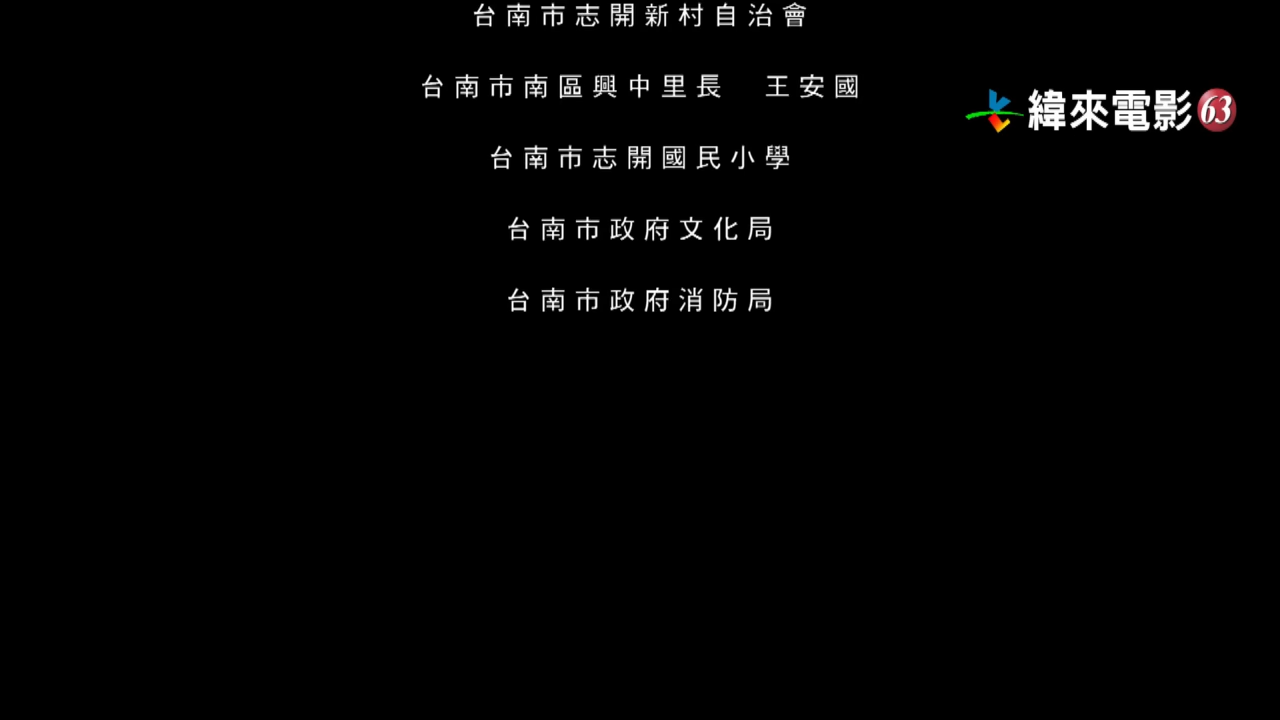 台南市志開新村自治會
台南市南區興中里長　王安國
緯來電影63
台南市志開國民小學
台南市政府文化局
台南市政府消防局